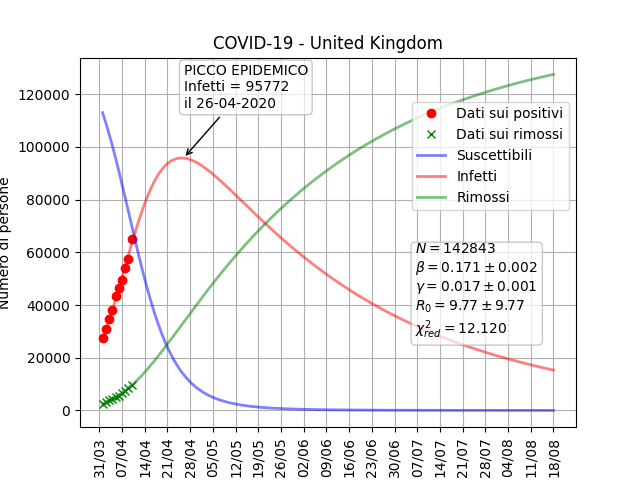 COVID-19 - United Kingdom
PICCO EPIDEMICO
Infetti = 95772
il 26-04-2020
Numero di persone
120000
100000
80000
60000
40000
20000
0
Dati sui positivi
Dati sui rimossi
Suscettibili
Infetti
Rimossi
N = 142843
β = 0.171 ± 0.002
γ = 0.017 ± 0.001
R₀ = 9.77 ± 9.77
χ²red = 12.120
31/03
07/04
14/04
21/04
28/04
05/05
12/05
19/05
26/05
02/06
09/06
16/06
23/06
30/06
07/07
14/07
21/07
28/07
04/08
11/08
18/08